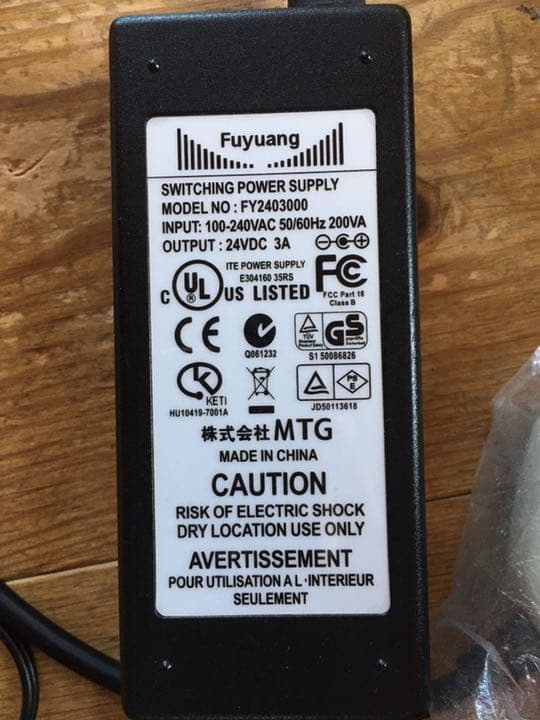 Fuyuang
SWITCHING POWER SUPPLY
MODEL NO : FY2403000
INPUT: 100-240VAC 50/60Hz 200VA
OUTPUT : 24VDC 3A
ITE POWER SUPPLY
E304160 35RS
C UL US LISTED
®
FC
FCC Part 15
Class B
CE
Q061232
TUV
GS
S1 50086826
KETI
HU10419-7001A
PS
E
JD50113618
株式会社MTG
MADE IN CHINA
CAUTION
RISK OF ELECTRIC SHOCK
DRY LOCATION USE ONLY
AVERTISSEMENT
POUR UTILISATION A L·INTERIEUR
SEULEMENT